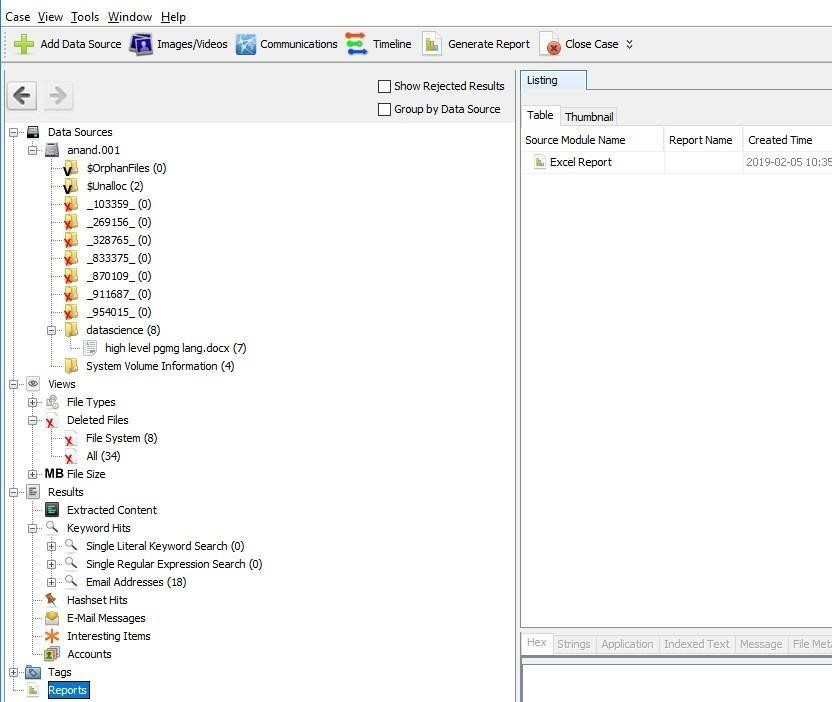 Case View Tools Window Help
Add Data Source Images/Videos Communications Timeline Generate Report Close Case
Show Rejected Results
Group by Data Source
Data Sources
anand.001
$OrphanFiles (0)
$Unalloc (2)
_103359_ (0)
_269156_ (0)
_328765_ (0)
_833375_ (0)
_870109_ (0)
_911687_ (0)
_954015_ (0)
datascience (8)
high level pgmg lang.docx (7)
System Volume Information (4)
Views
File Types
Deleted Files
File System (8)
All (34)
MB File Size
Results
Extracted Content
Keyword Hits
Single Literal Keyword Search (0)
Single Regular Expression Search (0)
Email Addresses (18)
Hashset Hits
E-Mail Messages
Interesting Items
Accounts
Tags
Reports
Listing
Table Thumbnail
Source Module Name Report Name Created Time
Excel Report 2019-02-05 10:35
Hex Strings Application Indexed Text Message File Meta